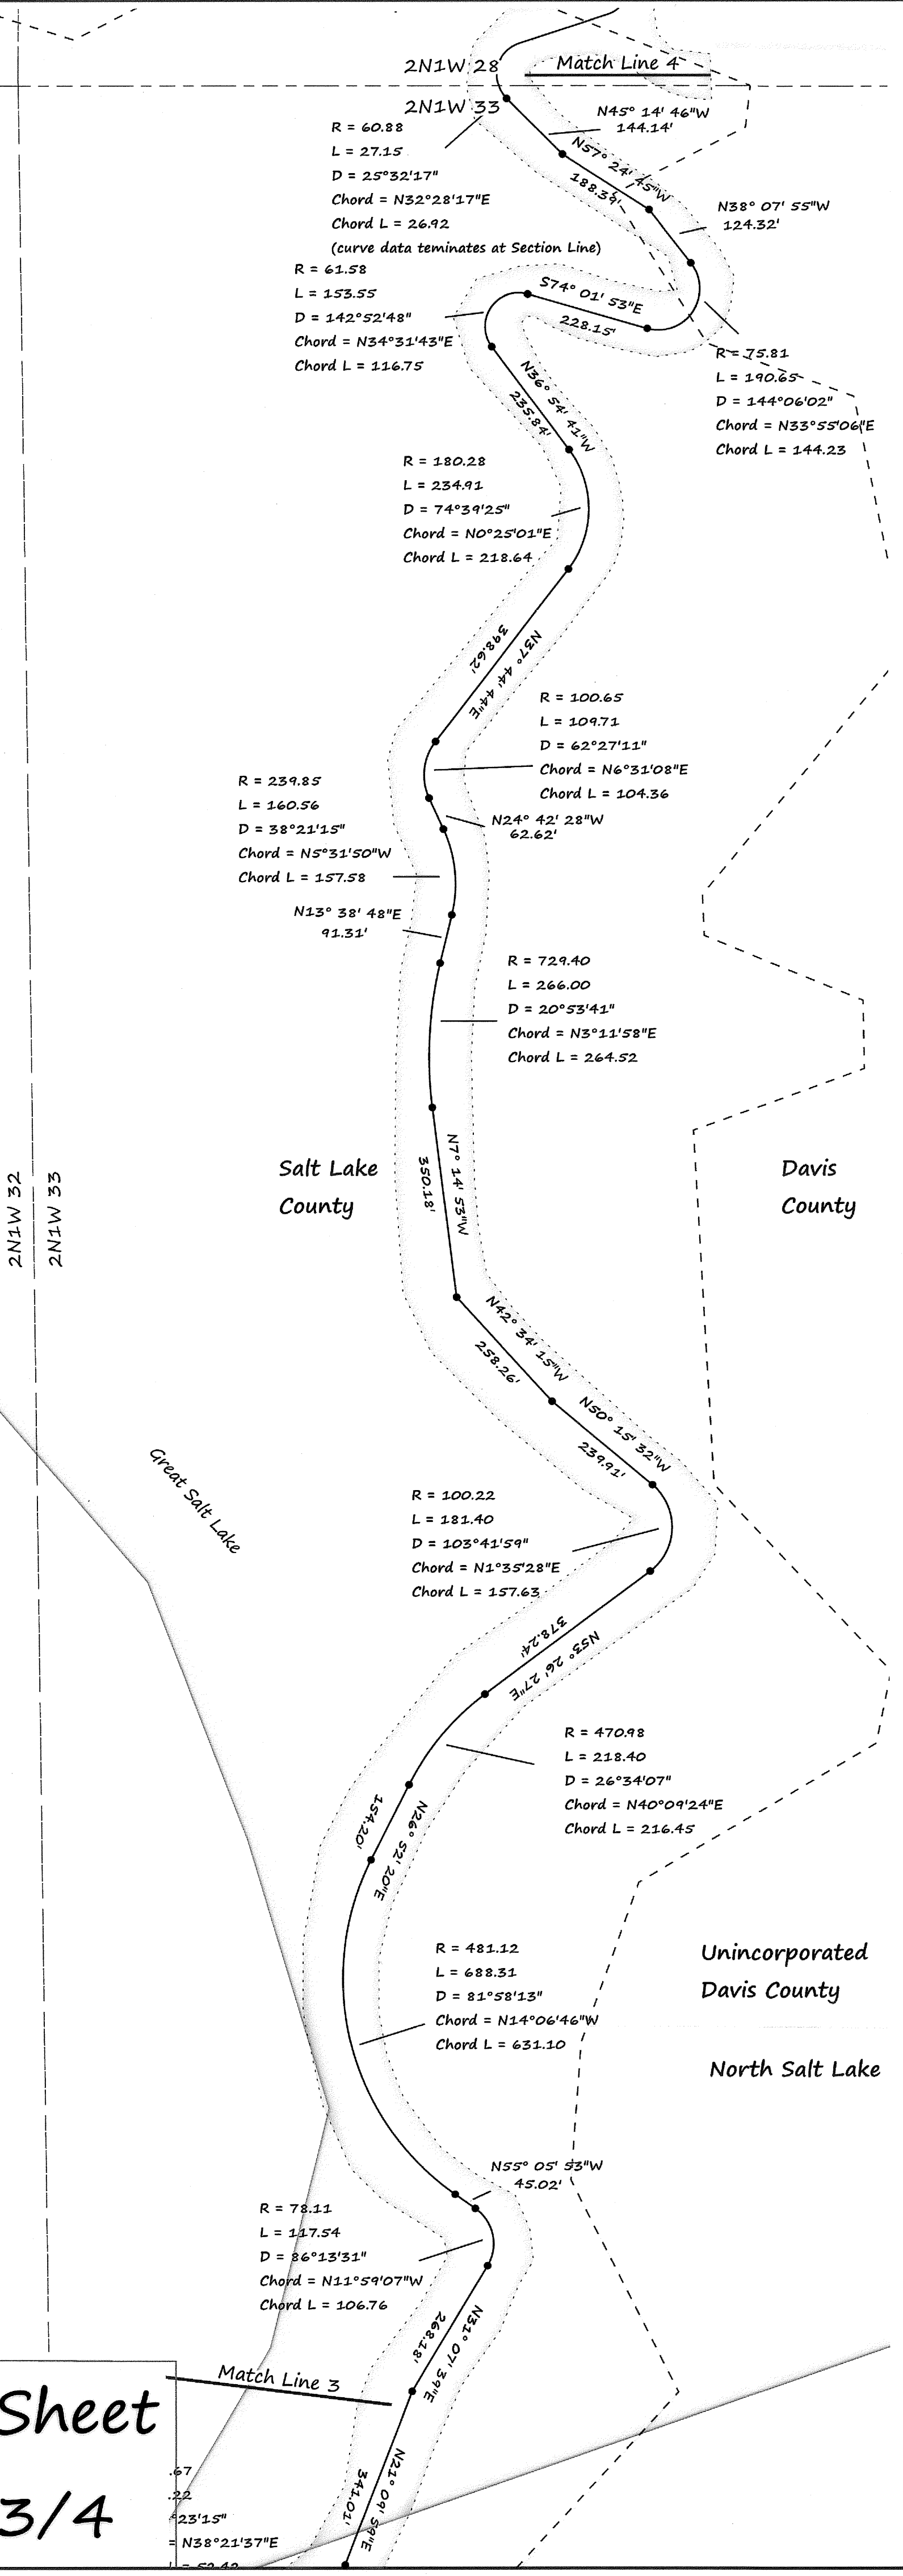 2N1W 28
Match Line 4
2N1W 33
N45° 14' 46"W
144.14'
R = 60.88
L = 27.15
D = 25°32'17"
Chord = N32°28'17"E
Chord L = 26.92
(curve data teminates at Section Line)
N57° 24' 45"W
188.39'
N38° 07' 55"W
124.32'
R = 61.58
L = 153.55
D = 142°52'48"
Chord = N34°31'43"E
Chord L = 116.75
S74° 01' 53"E
228.15'
R = 75.81
L = 190.65
D = 144°06'02"
Chord = N33°55'06"E
Chord L = 144.23
N36° 54' 41"W
235.84'
R = 180.28
L = 234.91
D = 74°39'25"
Chord = N0°25'01"E
Chord L = 218.64
N37° 44' 44"E
398.62'
R = 100.65
L = 109.71
D = 62°27'11"
Chord = N6°31'08"E
Chord L = 104.36
R = 239.85
L = 160.56
D = 38°21'15"
Chord = N5°31'50"W
Chord L = 157.58
N24° 42' 28"W
62.62'
N13° 38' 48"E
91.31'
R = 729.40
L = 266.00
D = 20°53'41"
Chord = N3°11'58"E
Chord L = 264.52
2N1W 32
2N1W 33
Salt Lake
County
N7° 14' 53"W
350.18'
Davis
County
N42° 34' 15"W
258.26'
N50° 15' 32"W
239.91'
Great Salt Lake
R = 100.22
L = 181.40
D = 103°41'59"
Chord = N1°35'28"E
Chord L = 157.63
378.24'
N53° 26' 27"E
R = 470.98
L = 218.40
D = 26°34'07"
Chord = N40°09'24"E
Chord L = 216.45
154.20'
N26° 52' 20"E
R = 481.12
L = 688.31
D = 81°58'13"
Chord = N14°06'46"W
Chord L = 631.10
Unincorporated
Davis County
North Salt Lake
N55° 05' 53"W
45.02'
R = 78.11
L = 117.54
D = 86°13'31"
Chord = N11°59'07"W
Chord L = 106.76
268.18'
N31° 07' 39"E
Match Line 3
Sheet
3/4
.67
.22
23'15"
= N38°21'37"E
L = 52.42
341.01'
N21° 09' 59"E